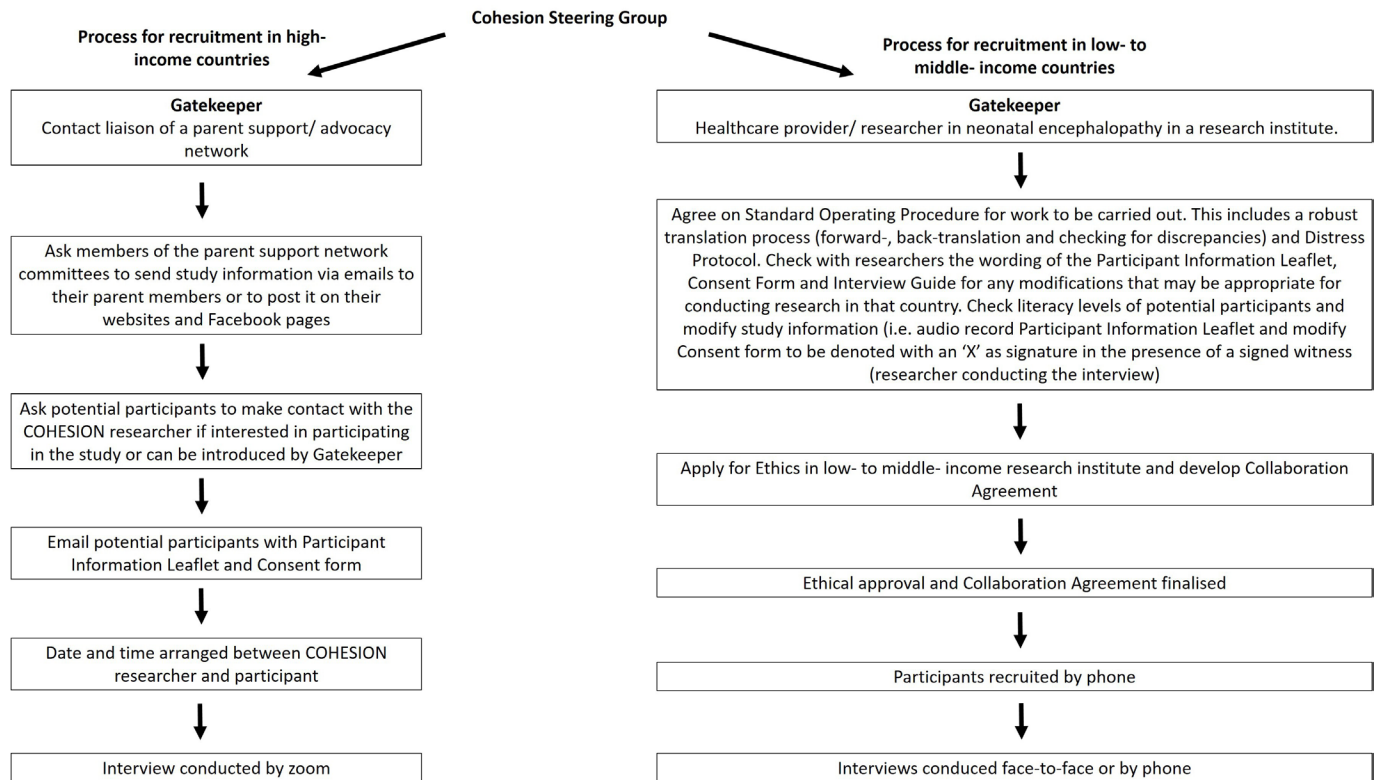 Cohesion Steering Group
Process for recruitment in high-
income countries
Gatekeeper
Contact liaison of a parent support/ advocacy
network
Ask members of the parent support network
committees to send study information via emails to
their parent members or to post it on their
websites and Facebook pages
Ask potential participants to make contact with the
COHESION researcher if interested in participating
in the study or can be introduced by Gatekeeper
Email potential participants with Participant
Information Leaflet and Consent form
Date and time arranged between COHESION
researcher and participant
Interview conducted by zoom
Process for recruitment in low- to
middle- income countries
Gatekeeper
Healthcare provider/ researcher in neonatal encephalopathy in a research institute.
Agree on Standard Operating Procedure for work to be carried out. This includes a robust
translation process (forward-, back-translation and checking for discrepancies) and Distress
Protocol. Check with researchers the wording of the Participant Information Leaflet,
Consent Form and Interview Guide for any modifications that may be appropriate for
conducting research in that country. Check literacy levels of potential participants and
modify study information (i.e. audio record Participant Information Leaflet and modify
Consent form to be denoted with an ‘X’ as signature in the presence of a signed witness
(researcher conducting the interview)
Apply for Ethics in low- to middle- income research institute and develop Collaboration
Agreement
Ethical approval and Collaboration Agreement finalised
Participants recruited by phone
Interviews conduced face-to-face or by phone